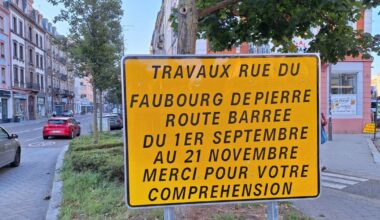 TRAVAUX RUE DU
FAUBOURG DE PIERRE
ROUTE BARREE
DU 1ER SEPTEMBRE
AU 21 NOVEMBRE
MERCI POUR VOTRE
COMPREHENSION